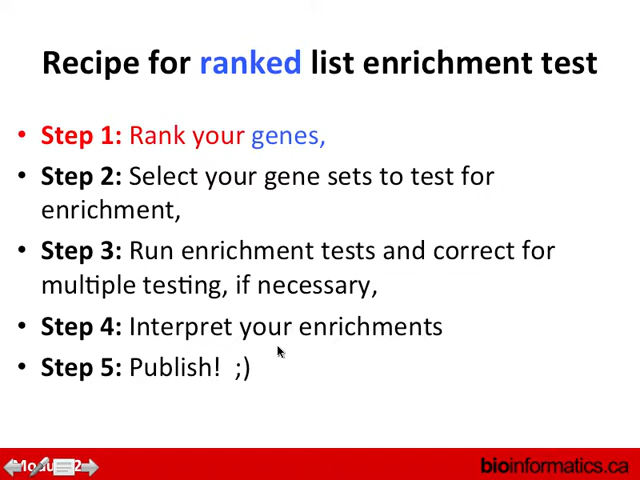 Recipe for ranked list enrichment test
• Step 1: Rank your genes,
• Step 2: Select your gene sets to test for
enrichment,
• Step 3: Run enrichment tests and correct for
multiple testing, if necessary,
• Step 4: Interpret your enrichments
• Step 5: Publish!  ;)
Module 2
bioinformatics.ca